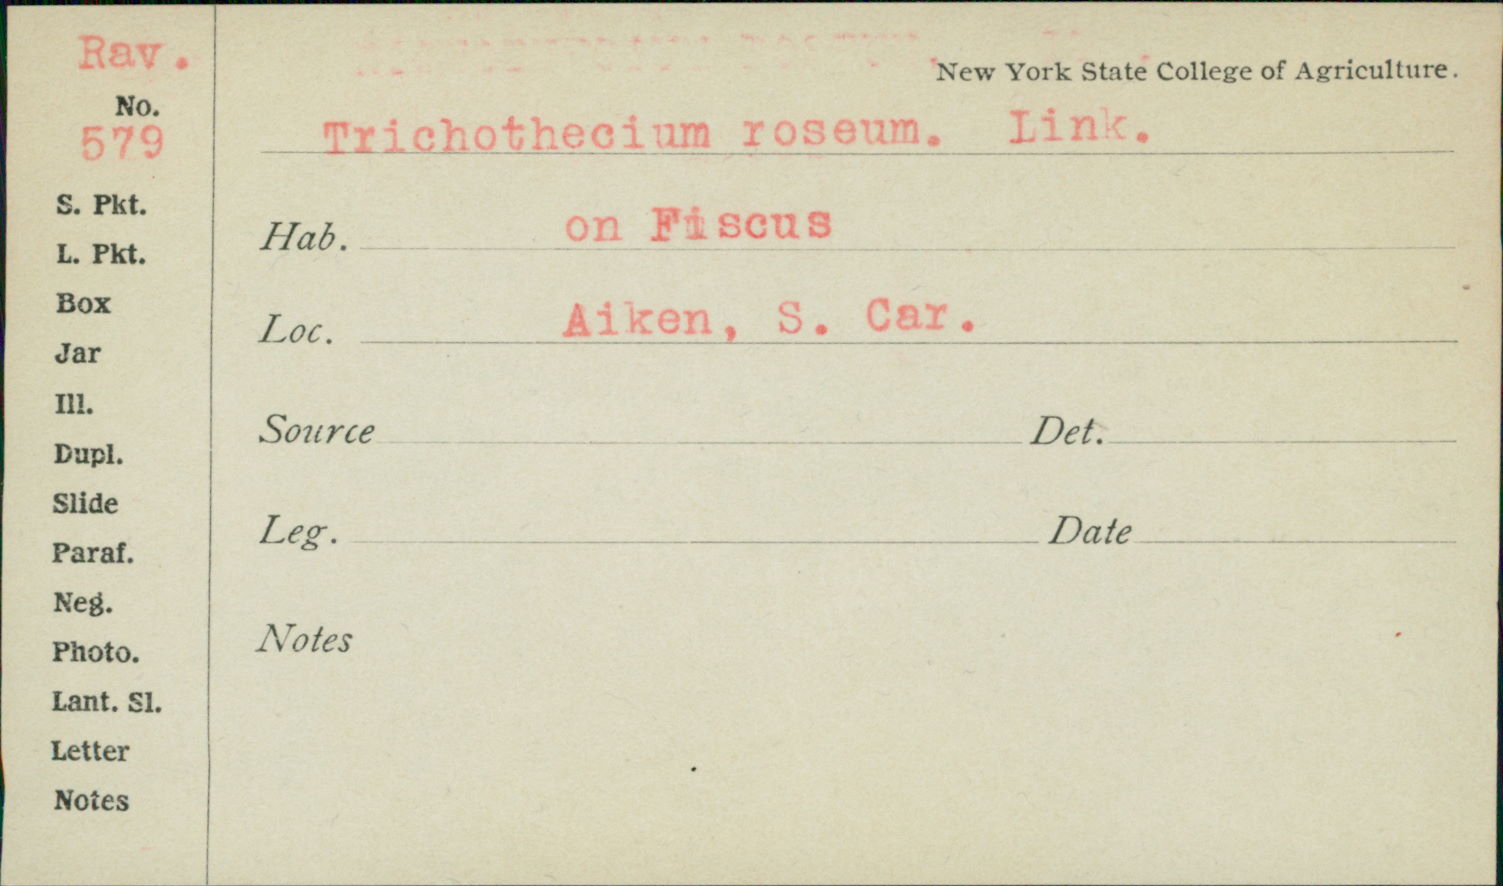 Rav.
New York State College of Agriculture.
No.
579
Trichothecium roseum. Link.
S. Pkt.
Hab. on Fiscus
L. Pkt.
Box
Loc. Aiken, S. Car.
Jar
Ill.
Source Det.
Dupl.
Slide
Leg. Date
Paraf.
Neg.
Notes
Photo.
Lant. Sl.
Letter
Notes